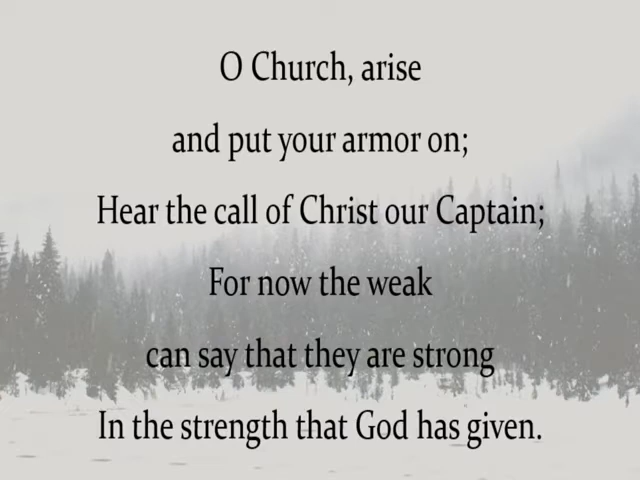 O Church, arise
and put your armor on;
Hear the call of Christ our Captain;
For now the weak
can say that they are strong
In the strength that God has given.